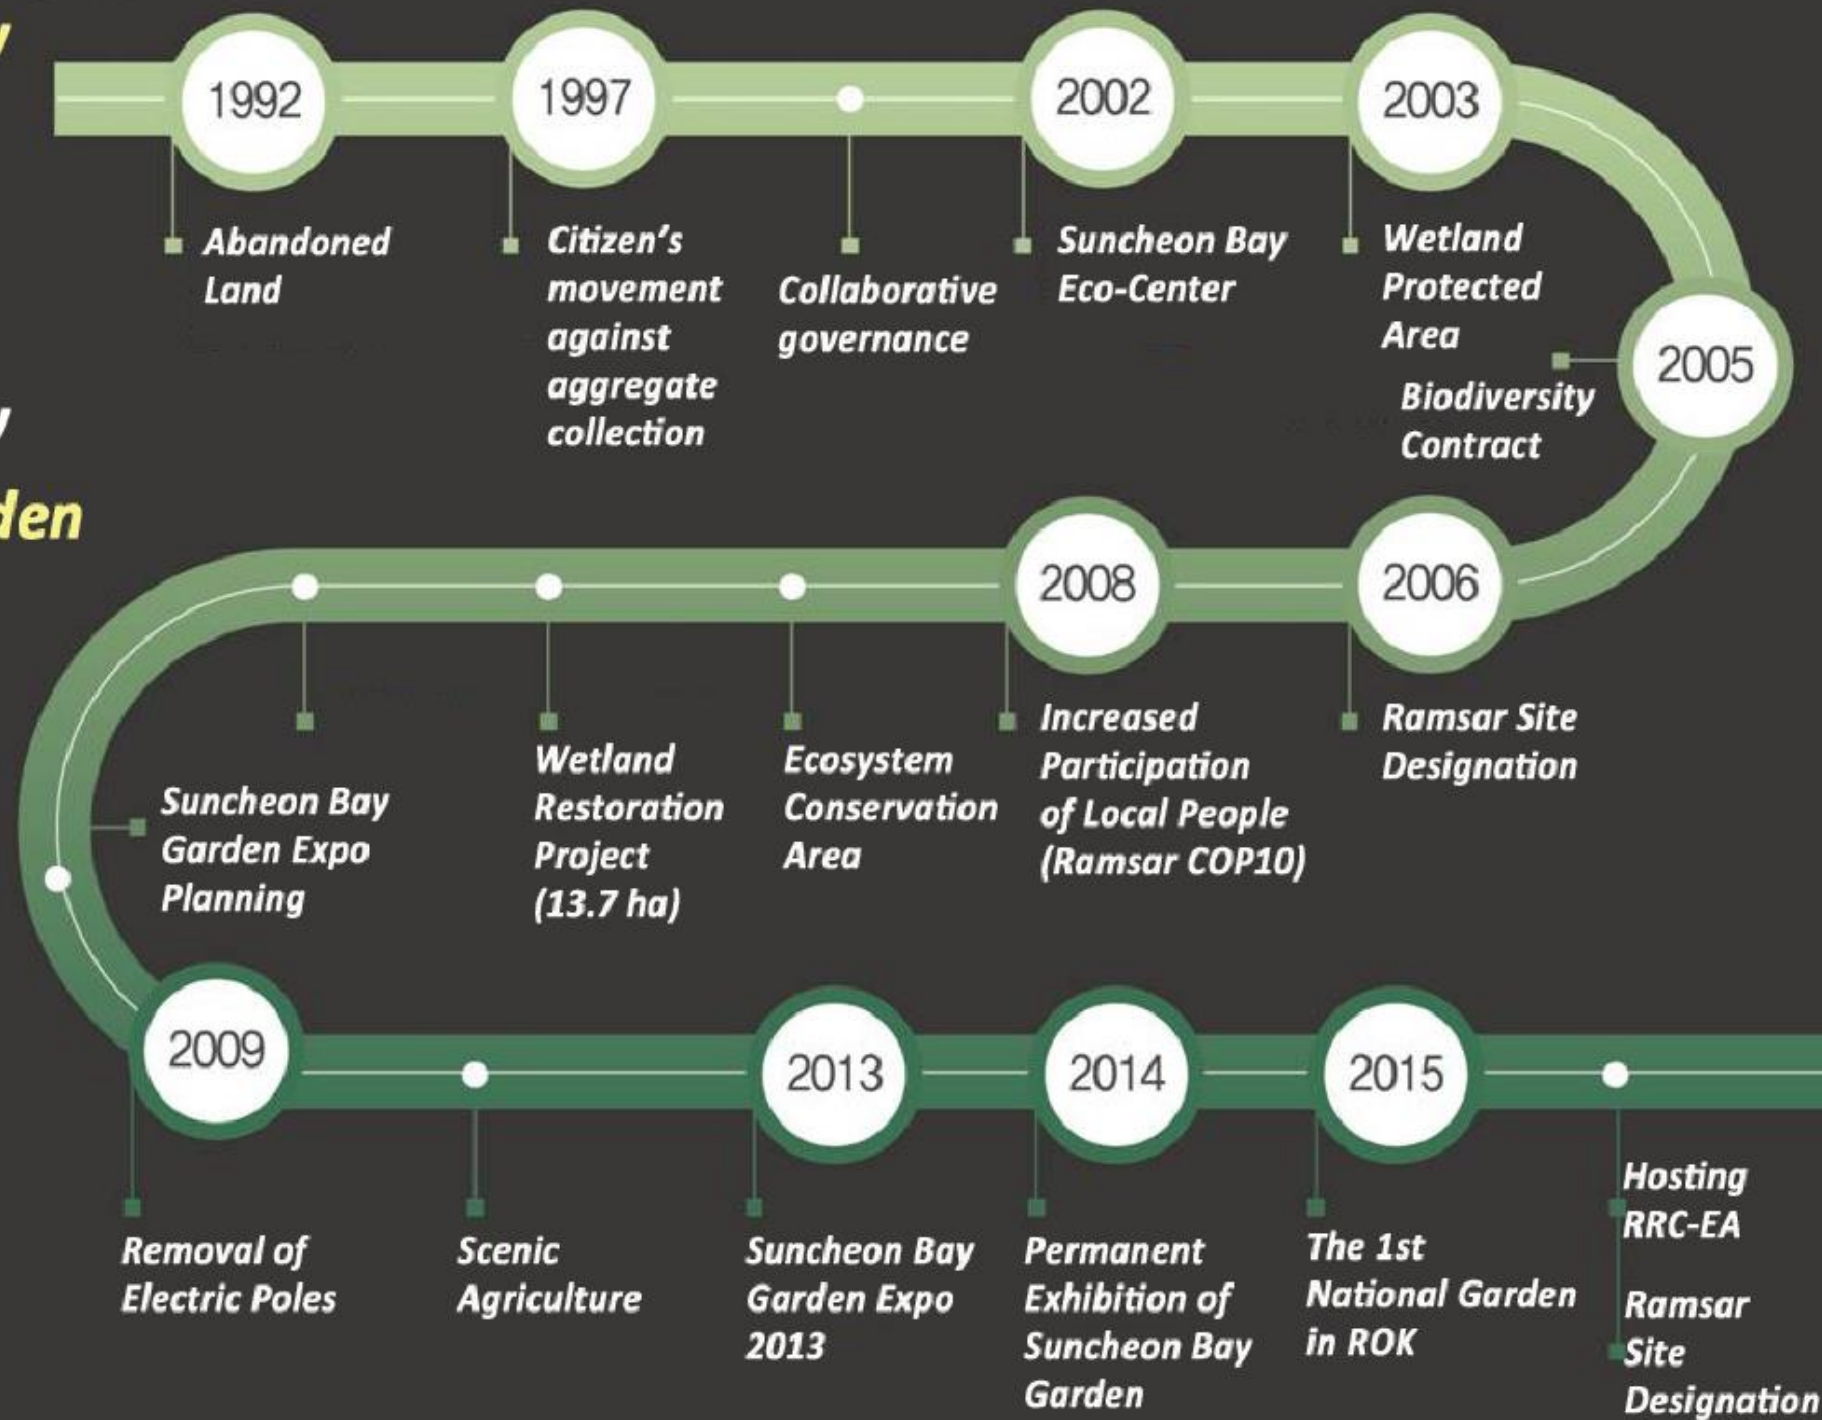 1992
Abandoned
Land
1997
Citizen's
movement
against
aggregate
collection
Collaborative
governance
2002
Suncheon Bay
Eco-Center
2003
Wetland
Protected
Area
2005
Biodiversity
Contract
den
2006
Ramsar Site
Designation
2008
Increased
Participation
of Local People
(Ramsar COP10)
Ecosystem
Conservation
Area
Wetland
Restoration
Project
(13.7 ha)
Suncheon Bay
Garden Expo
Planning
2009
Removal of
Electric Poles
Scenic
Agriculture
2013
Suncheon Bay
Garden Expo
2013
2014
Permanent
Exhibition of
Suncheon Bay
Garden
2015
The 1st
National Garden
in ROK
Hosting
RRC-EA
Ramsar
Site
Designation